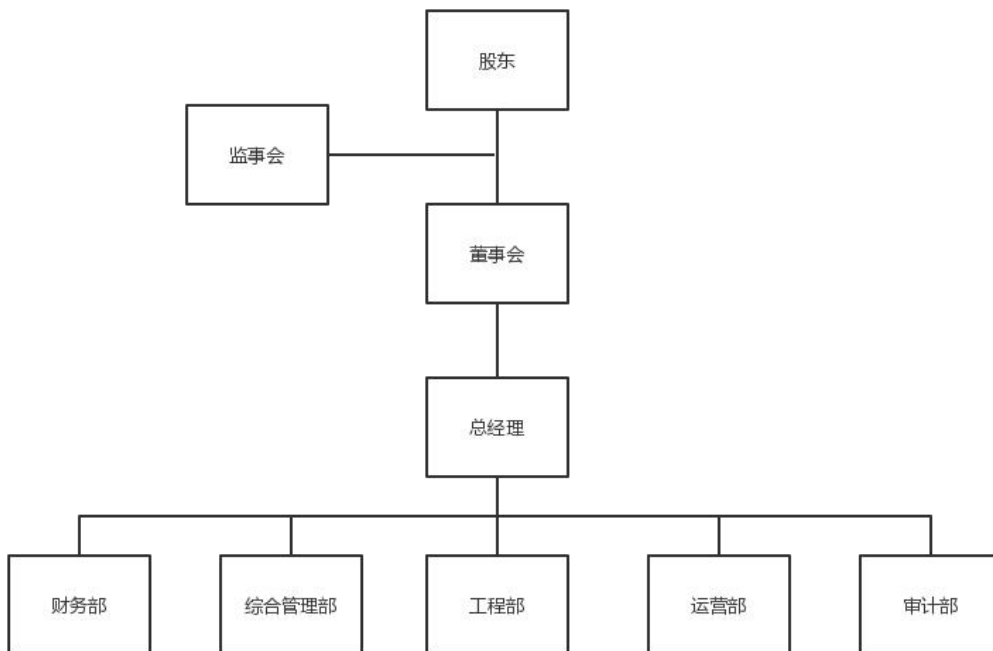 股东
监事会
董事会
总经理
财务部
综合管理部
工程部
运营部
审计部